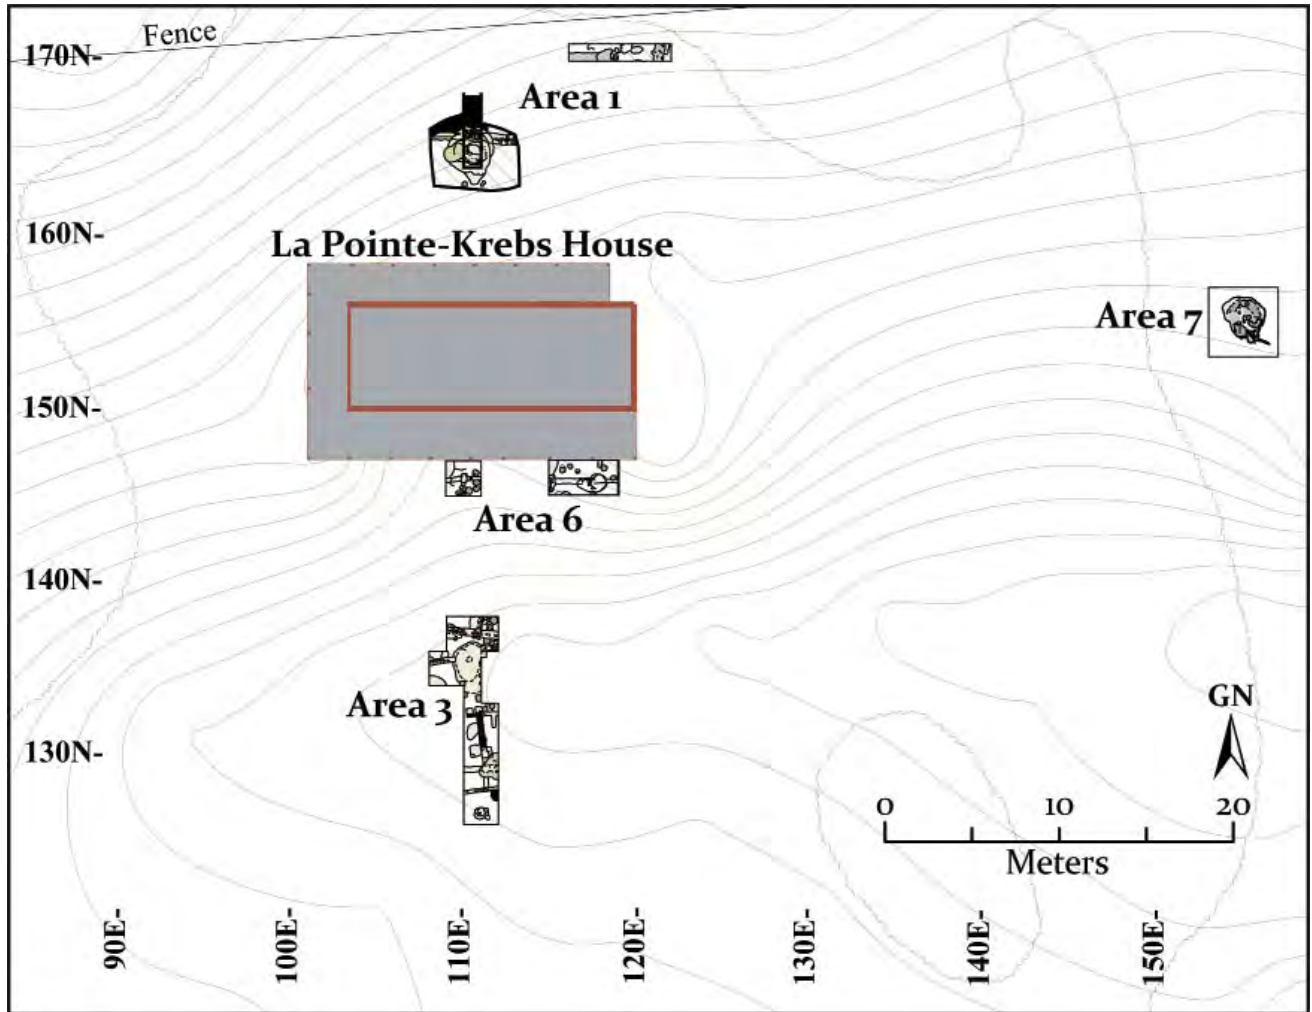 Fence
170N-
Area 1
160N-
La Pointe-Krebs House
Area 7
150N-
Area 6
140N-
GN
Area 3
130N-
0 10 20
Meters
90E-
100E-
110E-
120E-
130E-
140E-
150E-